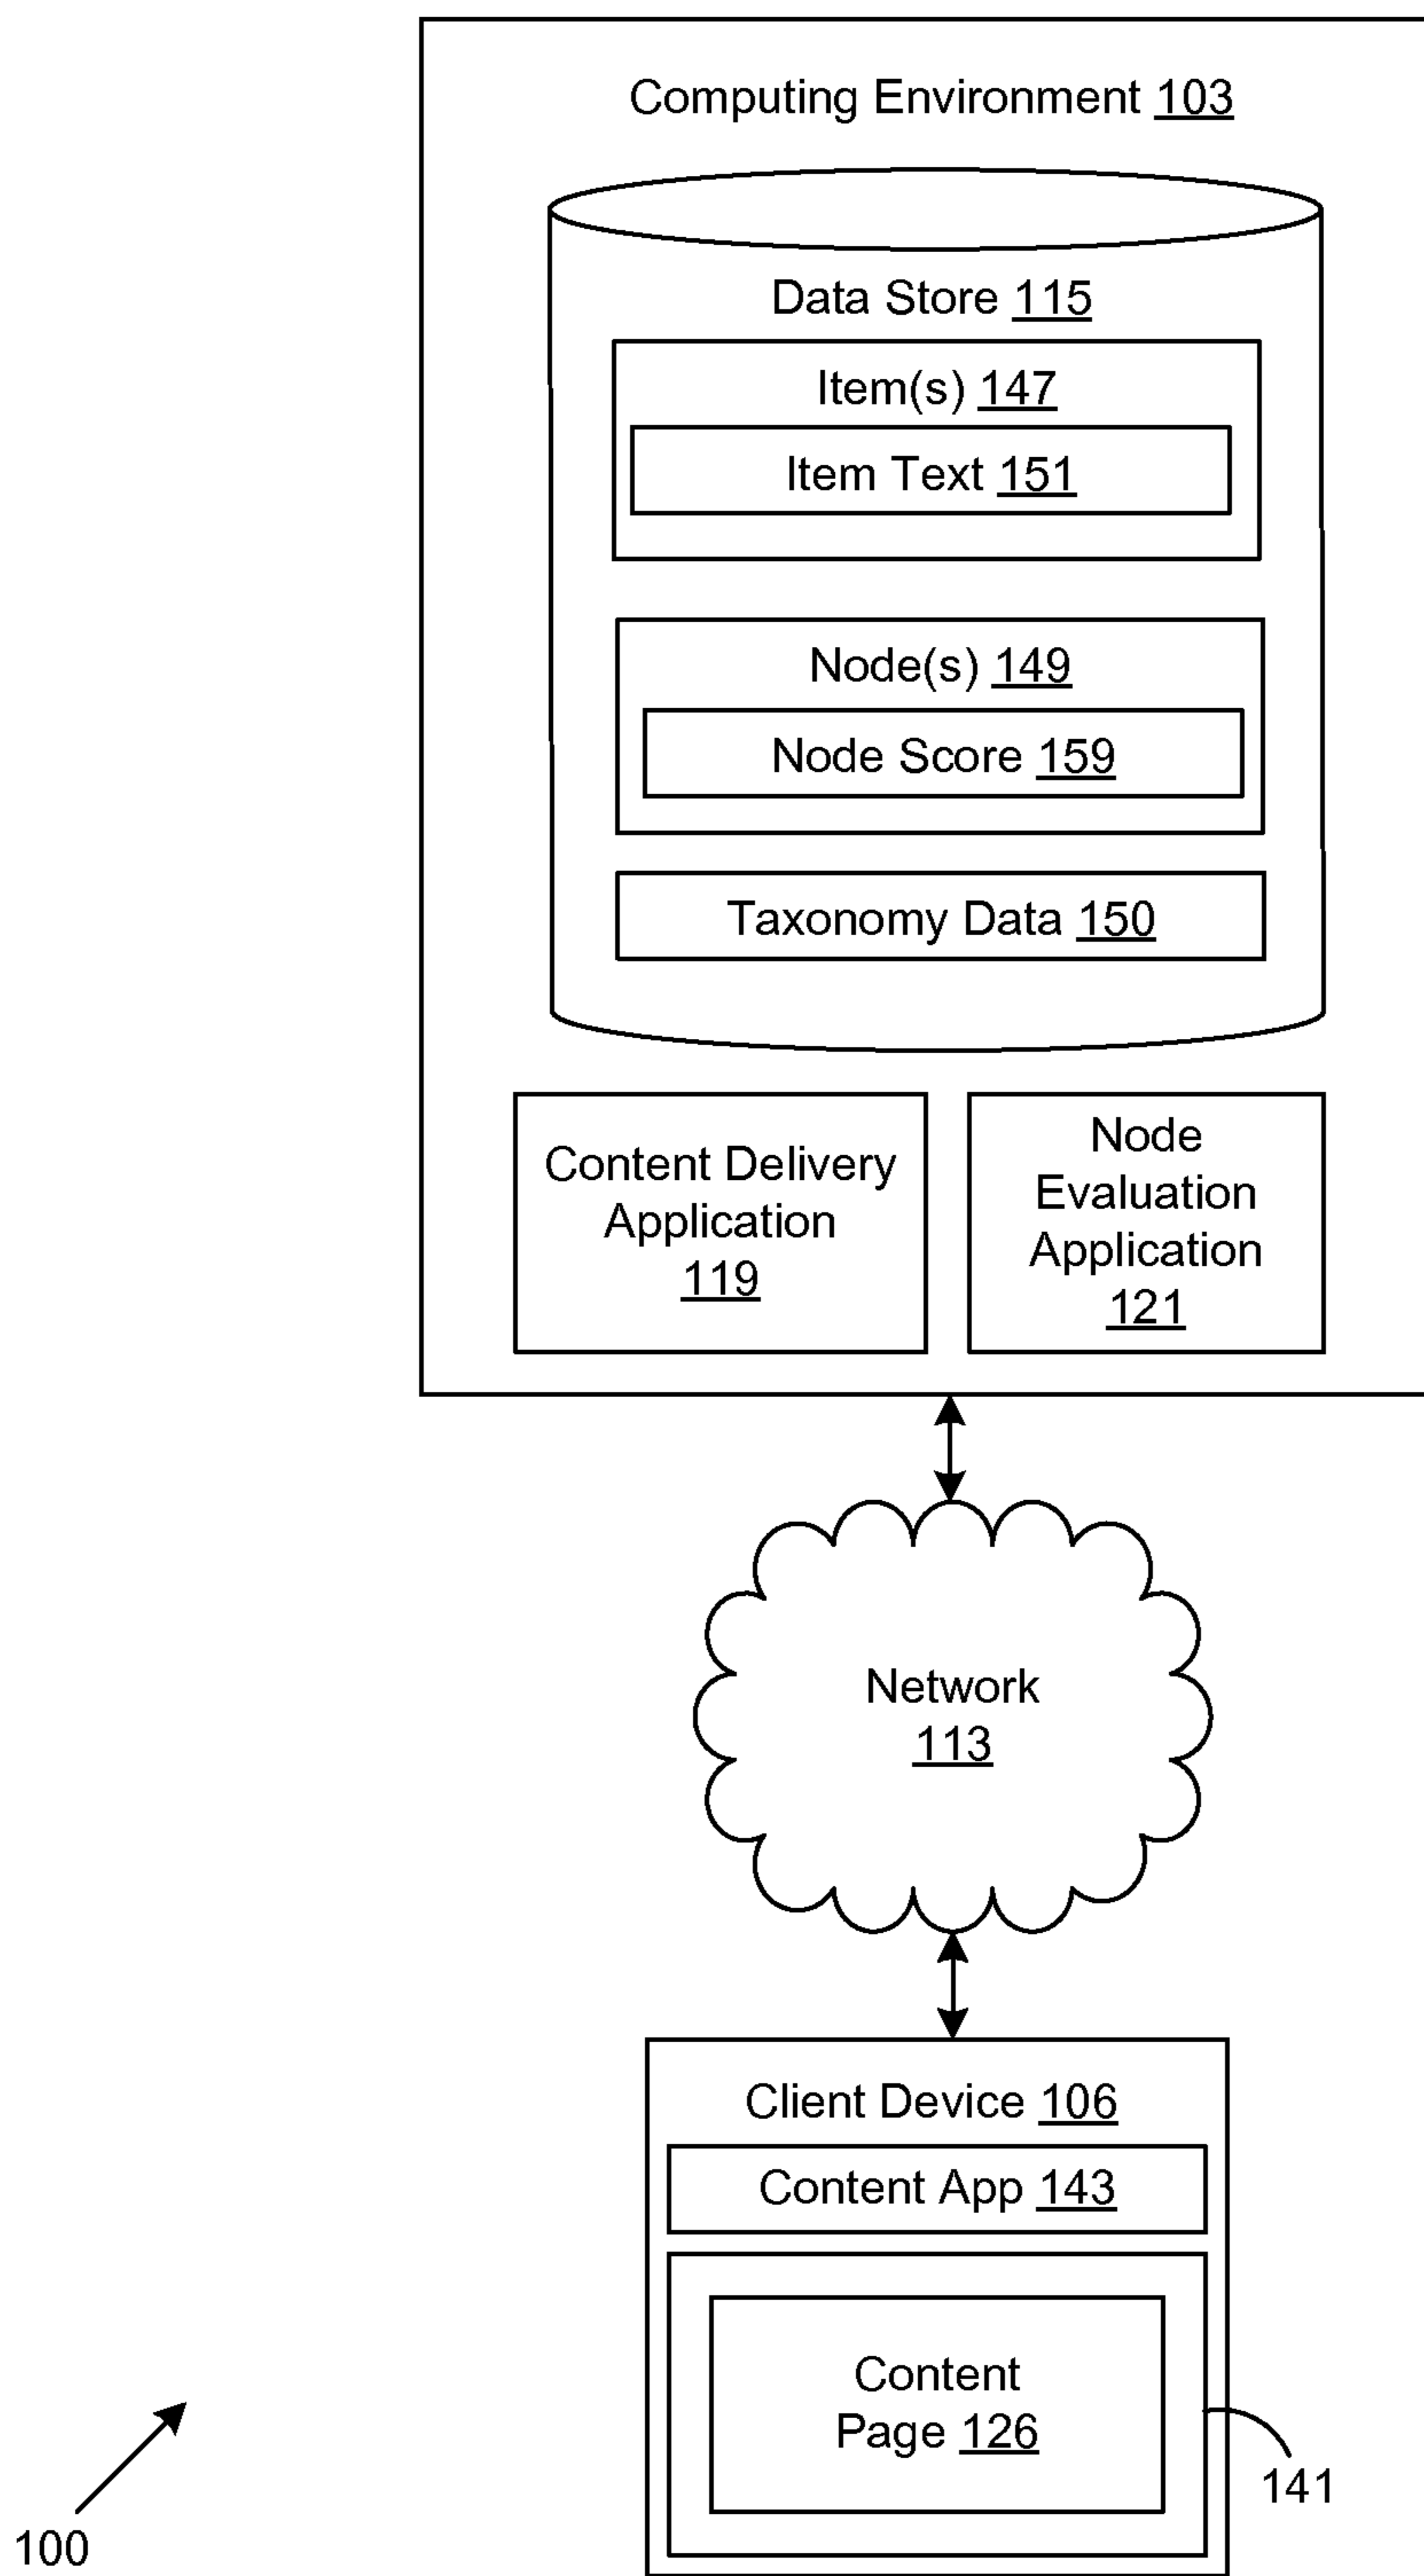 Computing Environment 103
Data Store 115
Item(s) 147
Item Text 151
Node(s) 149
Node Score 159
Taxonomy Data 150
Content Delivery
Application
119
Node
Evaluation
Application
121
Network
113
Client Device 106
Content App 143
Content
Page 126
141
100